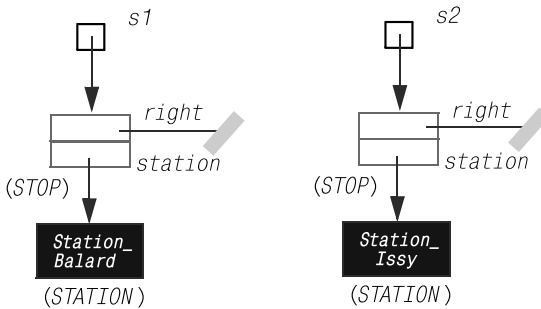 s1
right
station
(STOP)
Station_
Balard
(STATION)
s2
right
station
(STOP)
Station_
Issy
(STATION)